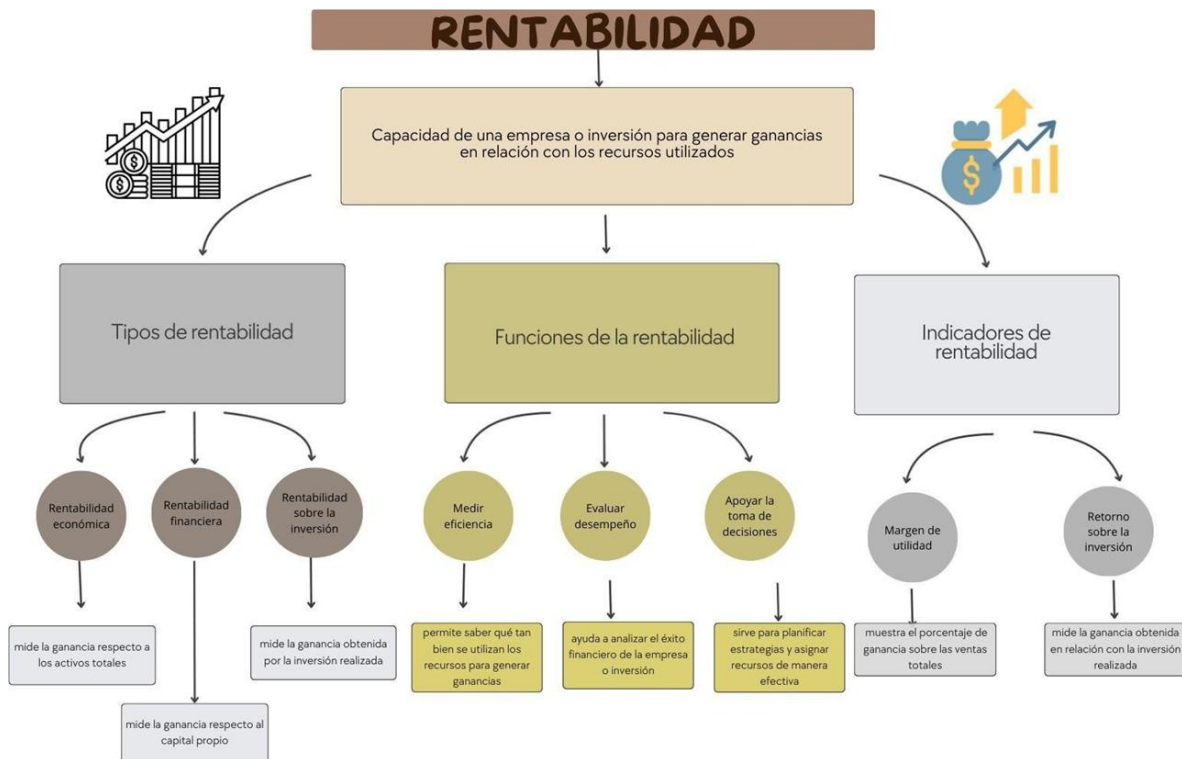 RENTABILIDAD
Capacidad de una empresa o inversión para generar ganancias
en relación con los recursos utilizados
Tipos de rentabilidad
Funciones de la rentabilidad
Indicadores de
rentabilidad
Rentabilidad
económica
Rentabilidad
financiera
Rentabilidad
sobre la
inversión
Medir
eficiencia
Evaluar
desempeño
Apoyar la
toma de
decisiones
Margen de
utilidad
Retorno
sobre la
inversión
mide la ganancia respecto a
los activos totales
mide la ganancia respecto al
capital propio
mide la ganancia obtenida
por la inversión realizada
permite saber qué tan
bien se utilizan los
recursos para generar
ganancias
ayuda a analizar el éxito
financiero de la empresa
o inversión
sirve para planificar
estrategias y asignar
recursos de manera
efectiva
muestra el porcentaje de
ganancia sobre las ventas
totales
mide la ganancia obtenida
en relación con la inversión
realizada